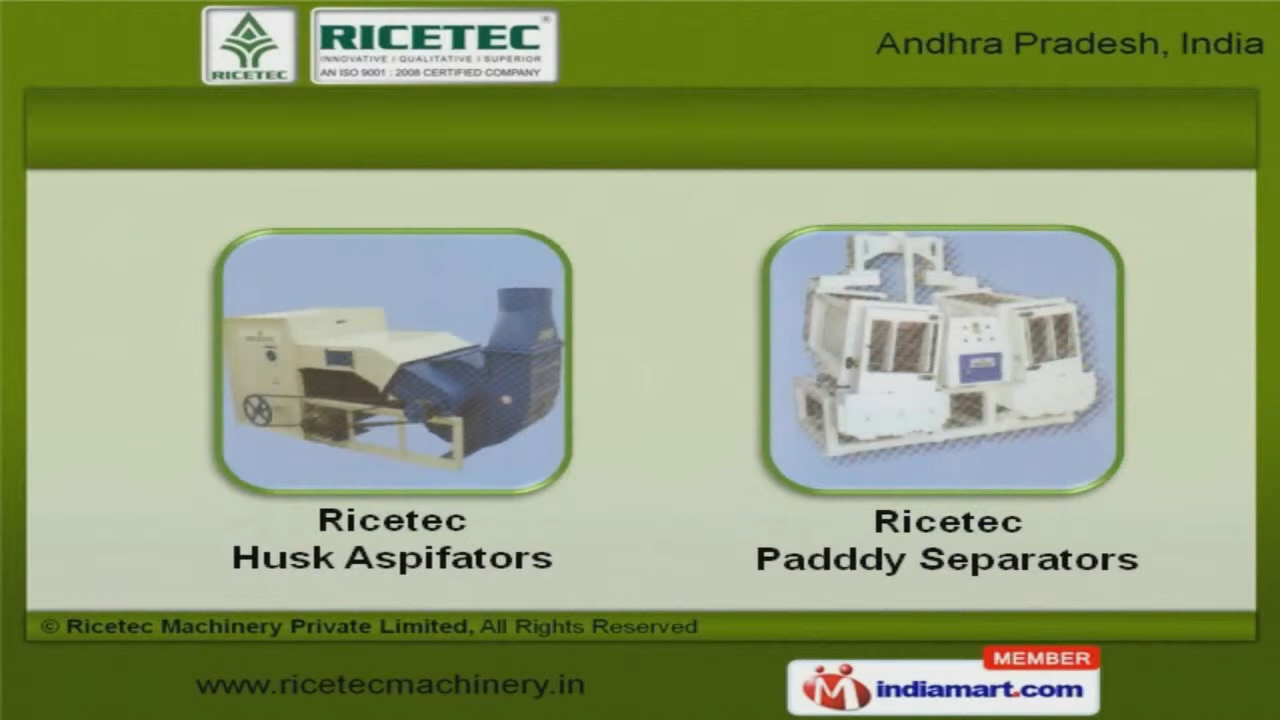 RICETEC
RICETEC®
INNOVATIVE | QUALITATIVE | SUPERIOR
AN ISO 9001 : 2008 CERTIFIED COMPANY
Andhra Pradesh, India
Ricetec
Husk Aspifators
Ricetec
Padddy Separators
© Ricetec Machinery Private Limited, All Rights Reserved
www.ricetecmachinery.in
MEMBER
indiamart.com